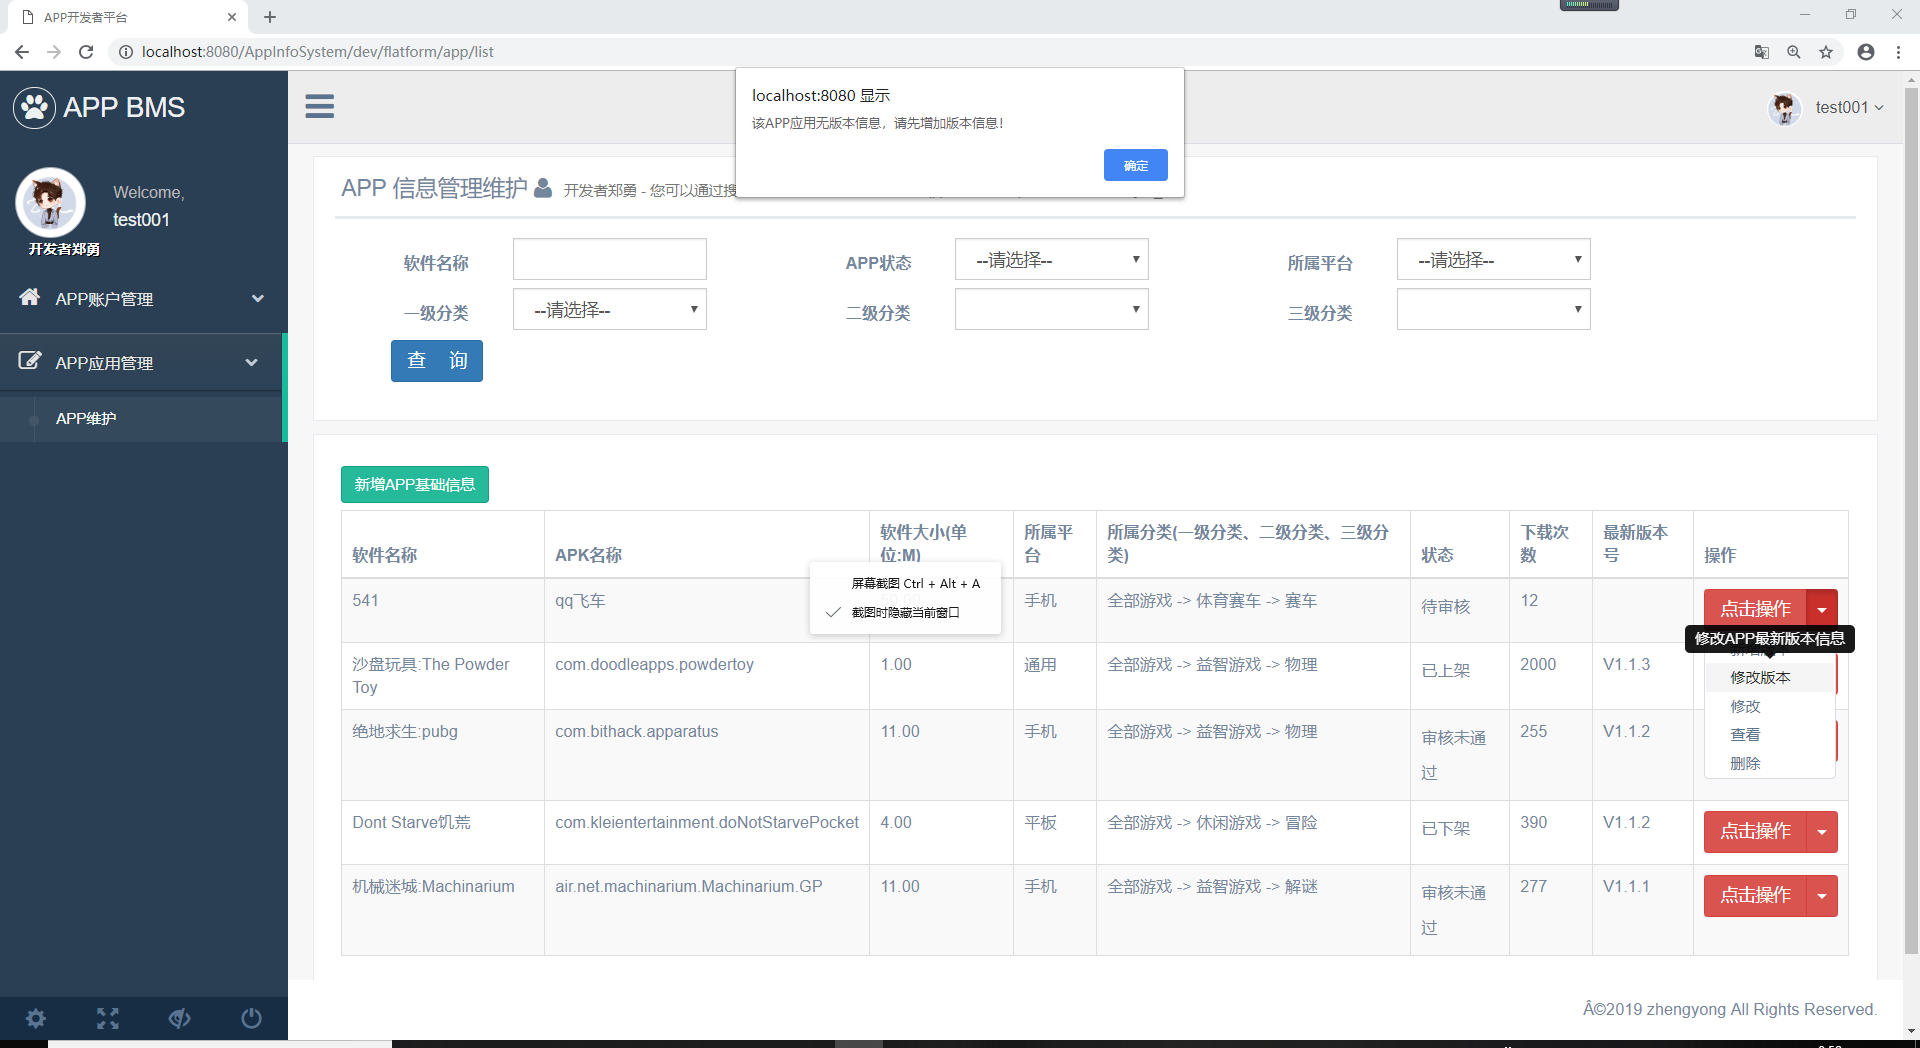 APP开发者平台
localhost:8080/AppInfoSystem/dev/flatform/app/list
APP BMS
localhost:8080 显示
该APP应用无版本信息，请先增加版本信息！
确定
test001
Welcome,
test001
开发者郑勇
APP账户管理
APP应用管理
APP维护
APP 信息管理维护 开发者郑勇 - 您可以通过搜
软件名称
APP状态 --请选择--
所属平台 --请选择--
一级分类 --请选择--
二级分类
三级分类
查 询
新增APP基础信息
软件名称 APK名称 软件大小(单位:M) 所属平台 所属分类(一级分类、二级分类、三级分类) 状态 下载次数 最新版本号 操作
屏幕截图 Ctrl + Alt + A
截图时隐藏当前窗口
541 qq飞车 手机 全部游戏 -> 体育赛车 -> 赛车 待审核 12 点击操作
修改APP最新版本信息
修改版本
修改
查看
删除
沙盘玩具:The Powder Toy com.doodleapps.powdertoy 1.00 通用 全部游戏 -> 益智游戏 -> 物理 已上架 2000 V1.1.3
绝地求生:pubg com.bithack.apparatus 11.00 手机 全部游戏 -> 益智游戏 -> 物理 审核未通过 255 V1.1.2
Dont Starve饥荒 com.kleientertainment.doNotStarvePocket 4.00 平板 全部游戏 -> 休闲游戏 -> 冒险 已下架 390 V1.1.2 点击操作
机械迷城:Machinarium air.net.machinarium.Machinarium.GP 11.00 手机 全部游戏 -> 益智游戏 -> 解谜 审核未通过 277 V1.1.1 点击操作
Â©2019 zhengyong All Rights Reserved.